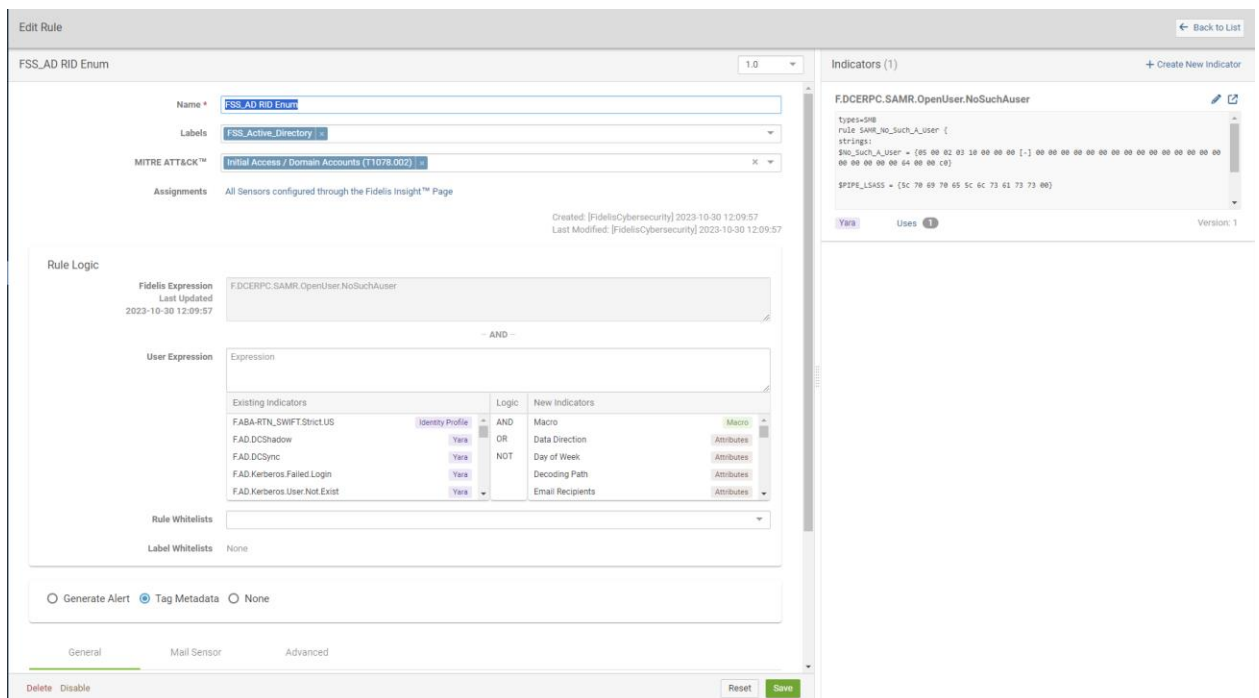 Edit Rule
← Back to List
FSS_AD RID Enum
1.0
Name *
FSS_AD RID Enum
Labels
FSS_Active_Directory ×
MITRE ATT&CK™
Initial Access / Domain Accounts (T1078.002) ×
Assignments
All Sensors configured through the Fidelis Insight™ Page
Created: [FidelisCybersecurity] 2023-10-30 12:09:57
Last Modified: [FidelisCybersecurity] 2023-10-30 12:09:57
Rule Logic
Fidelis Expression
Last Updated
2023-10-30 12:09:57
F.DCERPC.SAMR.OpenUser.NoSuchAuser
-- AND --
User Expression
Expression
Existing Indicators
Logic
New Indicators
F.ABA-RTN_SWIFT.Strict.US Identity Profile
F.AD.DCShadow Yara
F.AD.DCSync Yara
F.AD.Kerberos.Failed.Login Yara
F.AD.Kerberos.User.Not.Exist Yara
AND
OR
NOT
Macro Macro
Data Direction Attributes
Day of Week Attributes
Decoding Path Attributes
Email Recipients Attributes
Rule Whitelists
Label Whitelists None
Generate Alert Tag Metadata None
General Mail Sensor Advanced
Delete Disable
Reset Save
Indicators (1)
+ Create New Indicator
F.DCERPC.SAMR.OpenUser.NoSuchAuser
types=SMB
rule SAMR_No_Such_A_User {
strings:
$No_Such_A_User = {05 00 02 03 10 00 00 00 [-] 00 00 00 00 00 00 00 00 00 00 00 00 00 00 00
00 00 00 00 00 64 00 00 c0}
$PIPE_LSASS = {5c 70 69 70 65 5c 6c 73 61 73 73 00}
Yara Uses 1 Version: 1